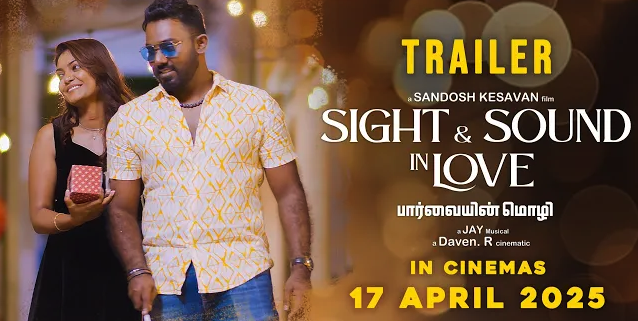 TRAILER
a SANDOSH KESAVAN film
SIGHT & SOUND
IN LOVE
பார்வையின் மொழி
a JAY Musical
a Daven. R cinematic
IN CINEMAS
17 APRIL 2025